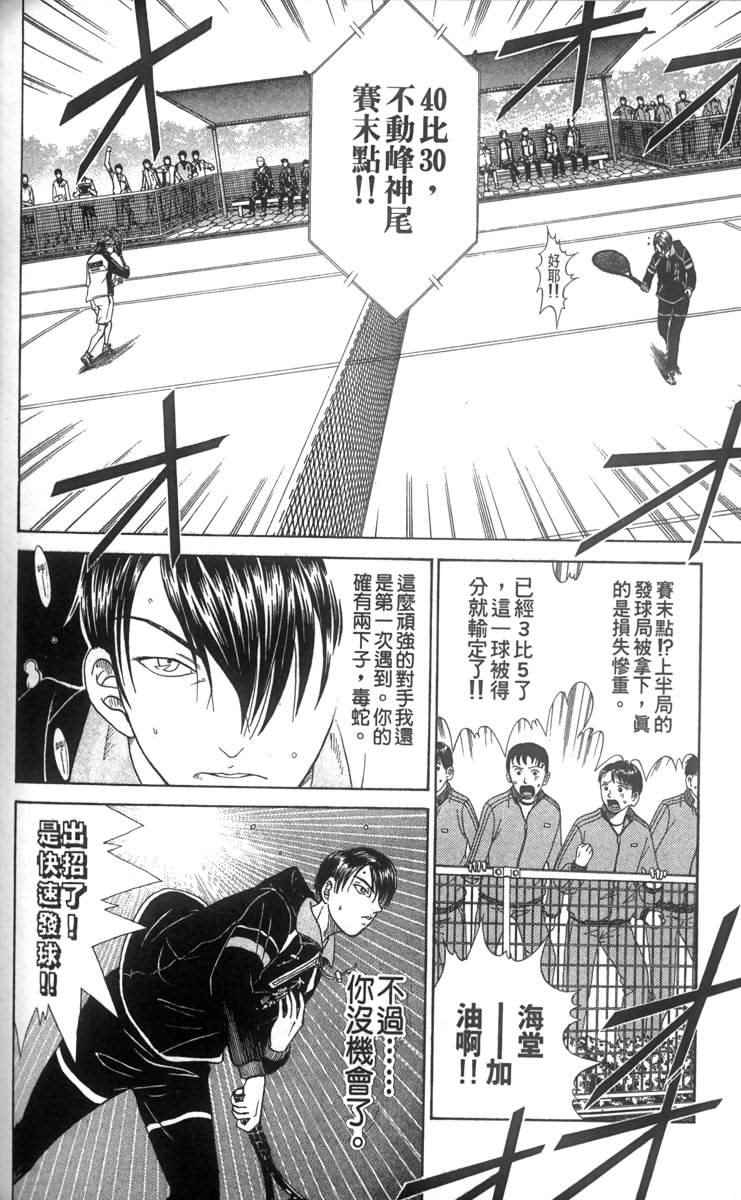 40比30，
不動峰神尾
賽末點!!
好耶!!
賽末點!?上半局的
發球局被拿下，真
的是損失慘重。
已經3比5了
，這一球被得
分就輸定了!!
海堂
——加
油啊!!
這麼頑強的對手我還
是第一次遇到。你的
確有兩下子，毒蛇。
呼
呼
不過……
你沒機會了。
出招了！
是快速發球!!